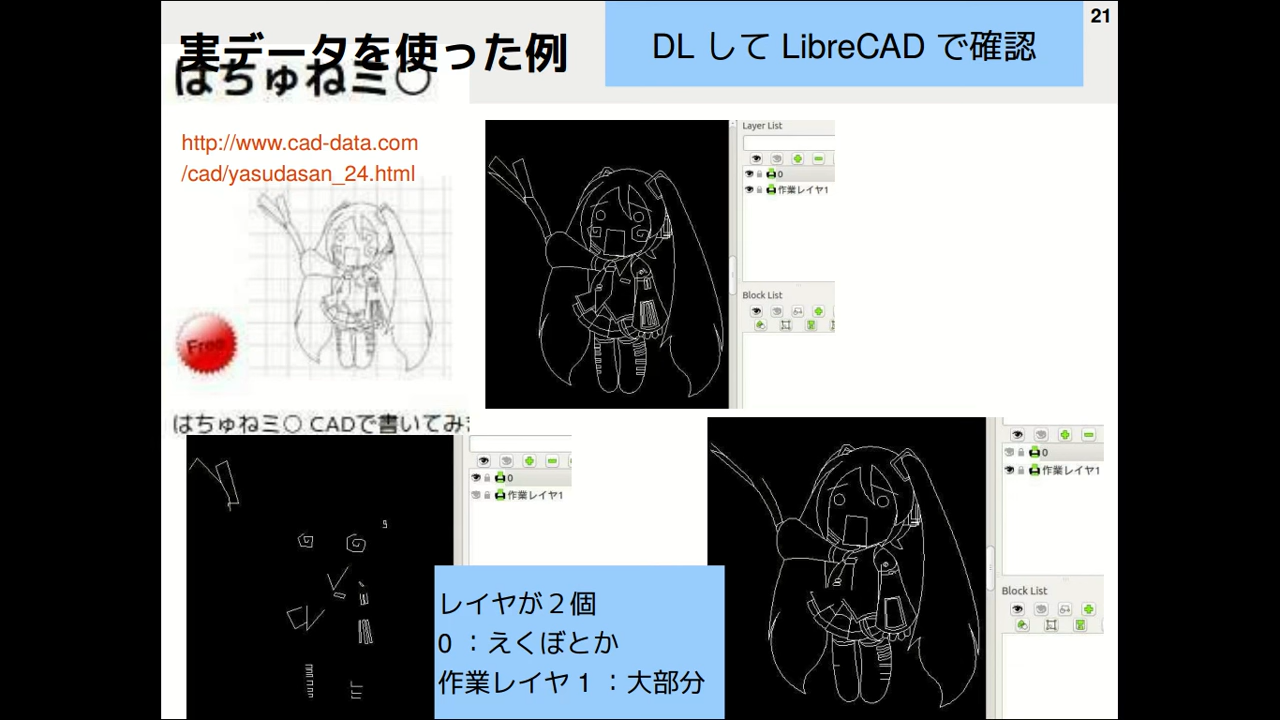 21
実データを使った例
DL して LibreCAD で確認
はちゅねミ○
http://www.cad-data.com
/cad/yasudasan_24.html
Free
はちゅねミ○ CADで書いてみ
Layer List
0
作業レイヤ1
Block List
0
作業レイヤ1
0
作業レイヤ1
Block List
レイヤが２個
0 ：えくぼとか
作業レイヤ 1 ：大部分